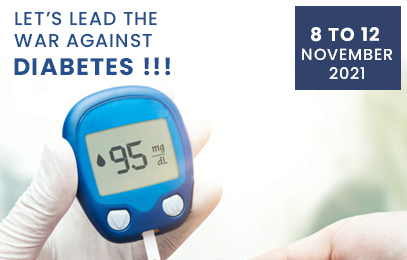 LET'S LEAD THE
WAR AGAINST
DIABETES !!!
8 TO 12
NOVEMBER
2021
95 mg/dL